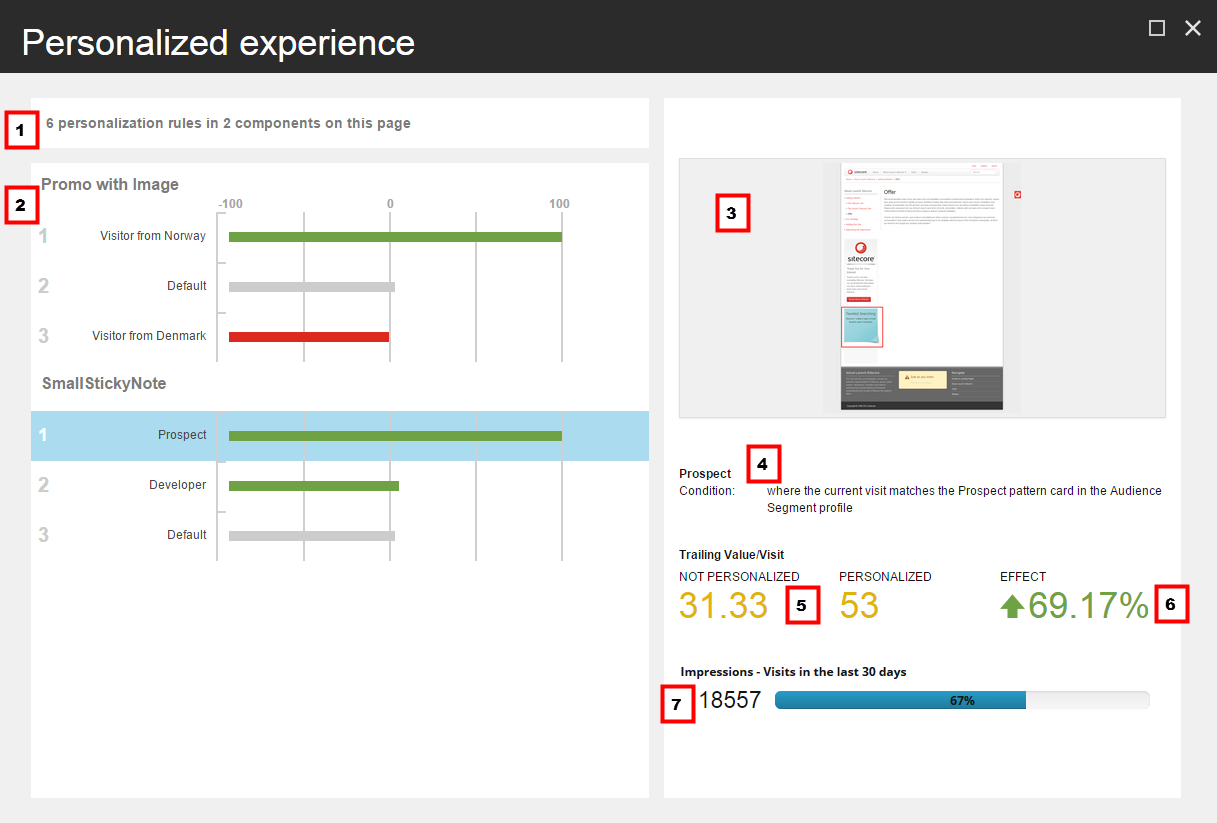 Personalized experience
1
6 personalization rules in 2 components on this page
2
Promo with Image
-100 0 100
1 Visitor from Norway
2 Default
3 Visitor from Denmark
SmallStickyNote
1 Prospect
2 Developer
3 Default
3
Offer
sitecore
4
Prospect
Condition: where the current visit matches the Prospect pattern card in the Audience
Segment profile
Trailing Value/Visit
NOT PERSONALIZED PERSONALIZED EFFECT
31.33 5 53 69.17% 6
Impressions - Visits in the last 30 days
7 18557 67%